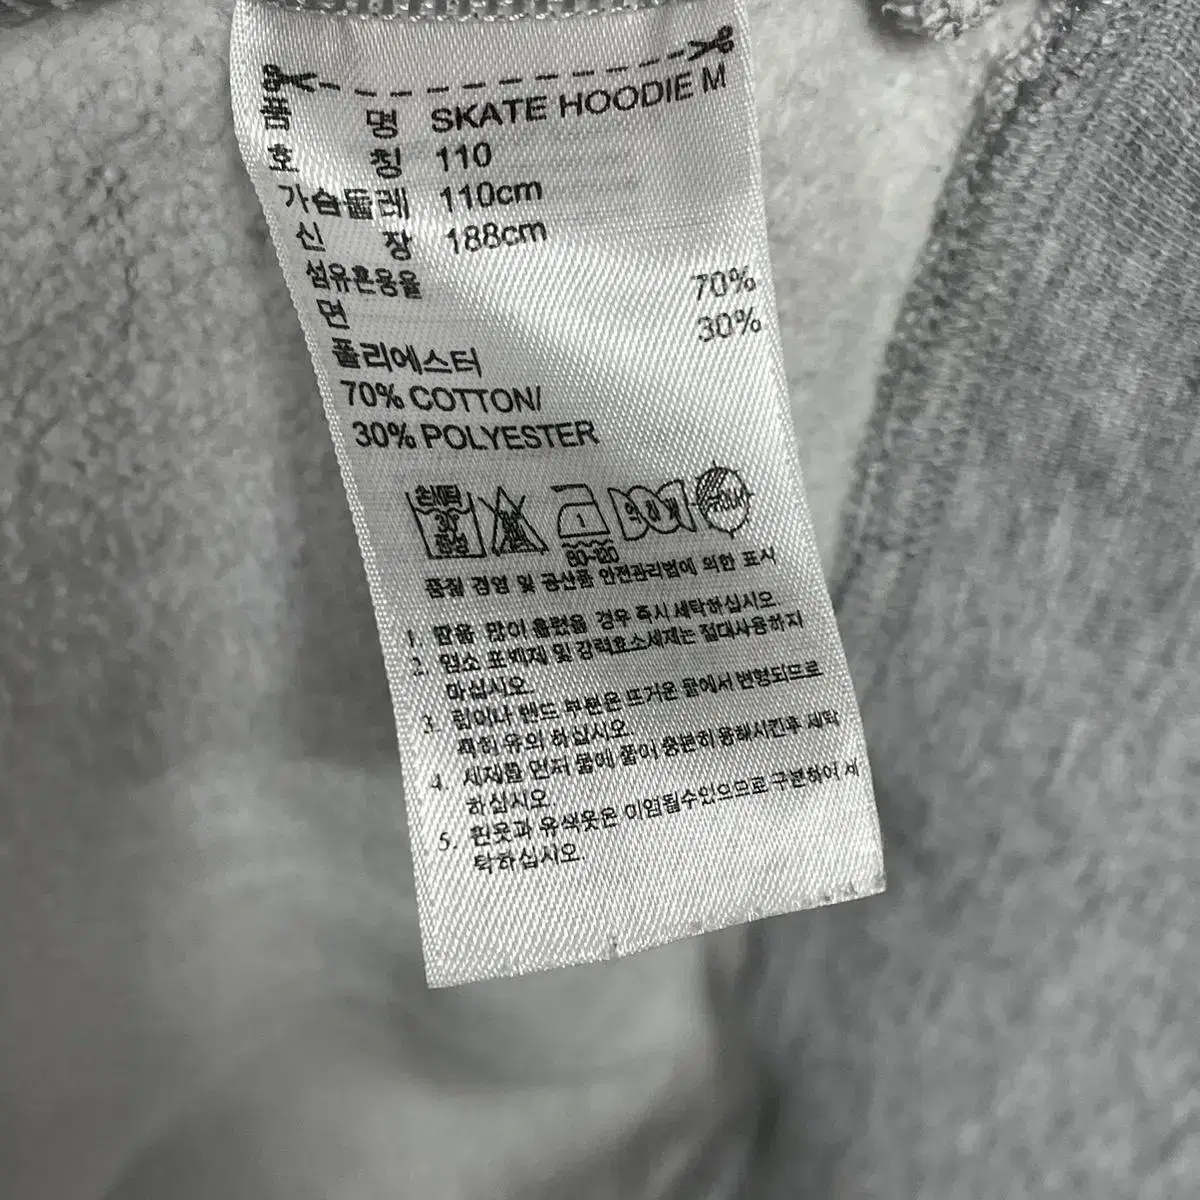 품 명 SKATE HOODIE M
호 칭 110
가슴둘레 110cm
신 장 188cm
섬유혼용율
면 70%
폴리에스터 30%
70% COTTON/
30% POLYESTER
80~120
품질 경영 및 공산품 안전관리법에 의한 표시
1. 땀을 많이 흘렸을 경우 즉시 세탁하십시오
2. 염소 표백제 및 강력효소세제는 절대사용하지
마십시오.
3. 립이나 밴드 부분은 뜨거운 물에서 변형되므로
특히 유의 하십시오.
4. 세제를 먼저 물에 풀어 충분히 용해시킨후 세탁
하십시오.
5. 흰옷과 유색옷은 이염될수있으므로 구분하여 세
탁하십시오.